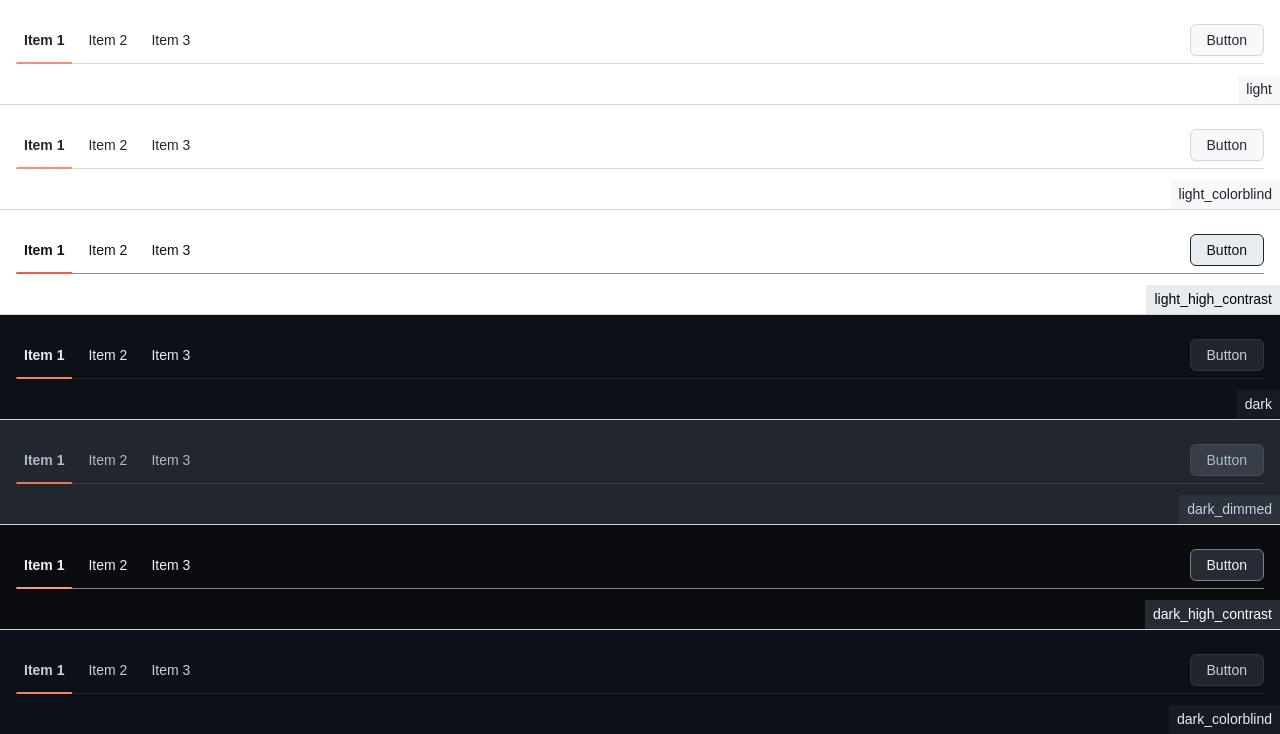 Item 1 Item 2 Item 3 Button
light
Item 1 Item 2 Item 3 Button
light_colorblind
Item 1 Item 2 Item 3 Button
light_high_contrast
Item 1 Item 2 Item 3 Button
dark
Item 1 Item 2 Item 3 Button
dark_dimmed
Item 1 Item 2 Item 3 Button
dark_high_contrast
Item 1 Item 2 Item 3 Button
dark_colorblind